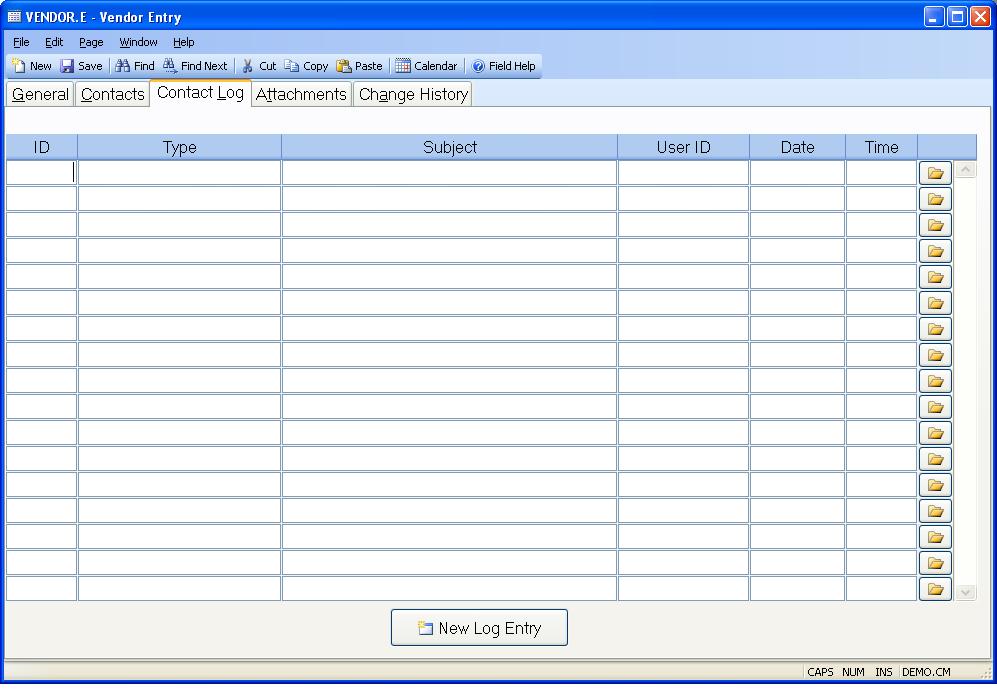 VENDOR.E - Vendor Entry
File Edit Page Window Help
New Save Find Find Next Cut Copy Paste Calendar Field Help
General Contacts Contact Log Attachments Change History
ID Type Subject User ID Date Time
New Log Entry
CAPS NUM INS DEMO.CM